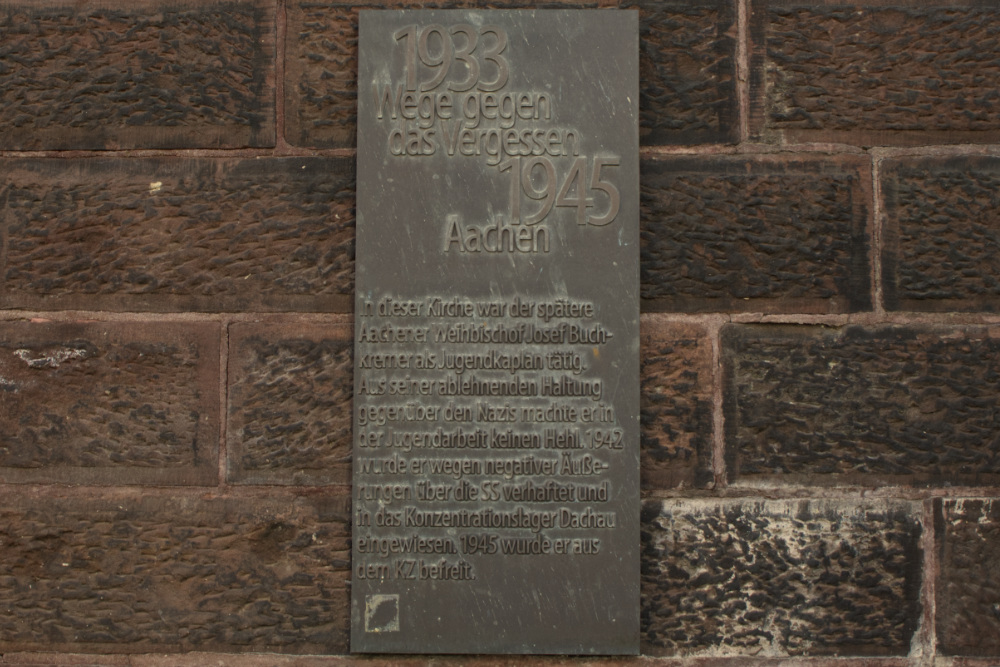 1933
Wege gegen
das Vergessen
1945
Aachen
In dieser Kirche war der spätere
Aachener Weihbischof Josef Buch-
kremer als Jugendkaplan tätig.
Aus seiner ablehnenden Haltung
gegenüber den Nazis machte er in
der Jugendarbeit keinen Hehl. 1942
wurde er wegen negativer Äuße-
rungen über die SS verhaftet und
in das Konzentrationslager Dachau
eingewiesen. 1945 wurde er aus
dem KZ befreit.